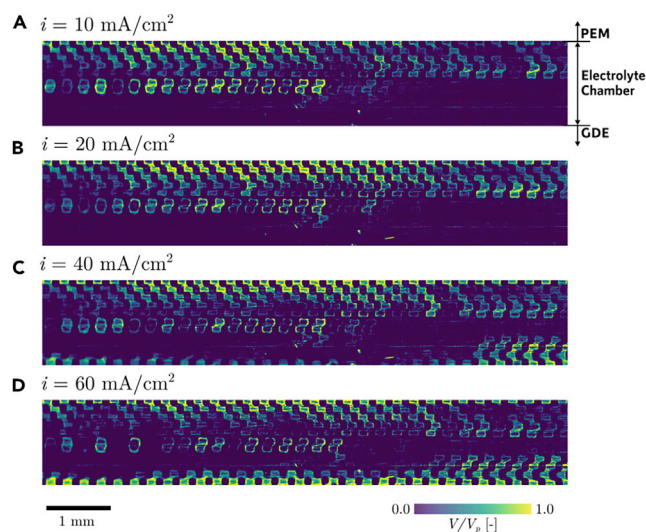 A i = 10 mA/cm²
PEM
Electrolyte
Chamber
GDE
B i = 20 mA/cm²
C i = 40 mA/cm²
D i = 60 mA/cm²
1 mm
0.0 1.0
V/Vₚ [-]